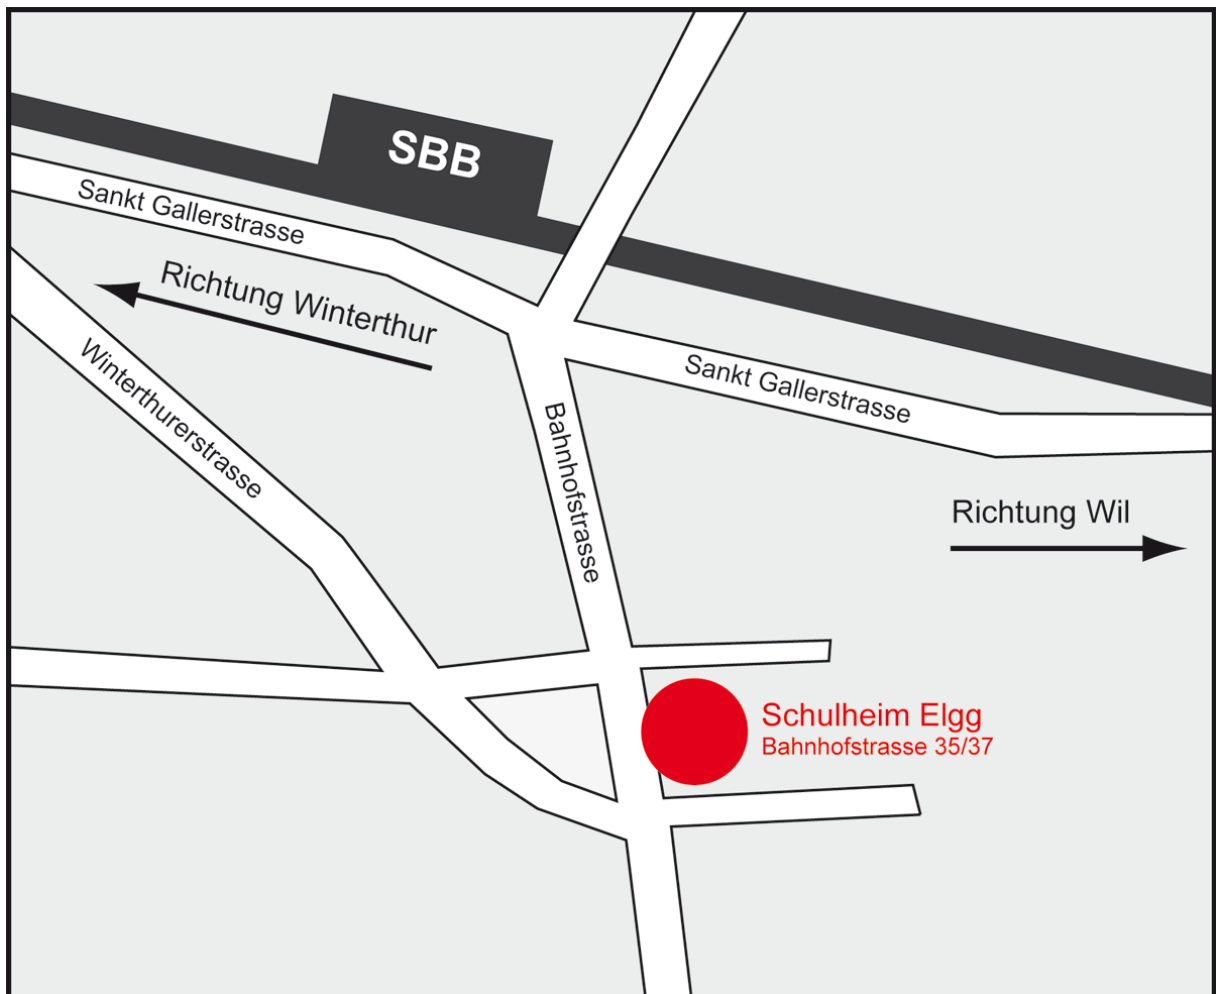 SBB
Sankt Gallerstrasse
Richtung Winterthur
Winterthurerstrasse
Sankt Gallerstrasse
Bahnhofstrasse
Richtung Wil
Schulheim Elgg
Bahnhofstrasse 35/37